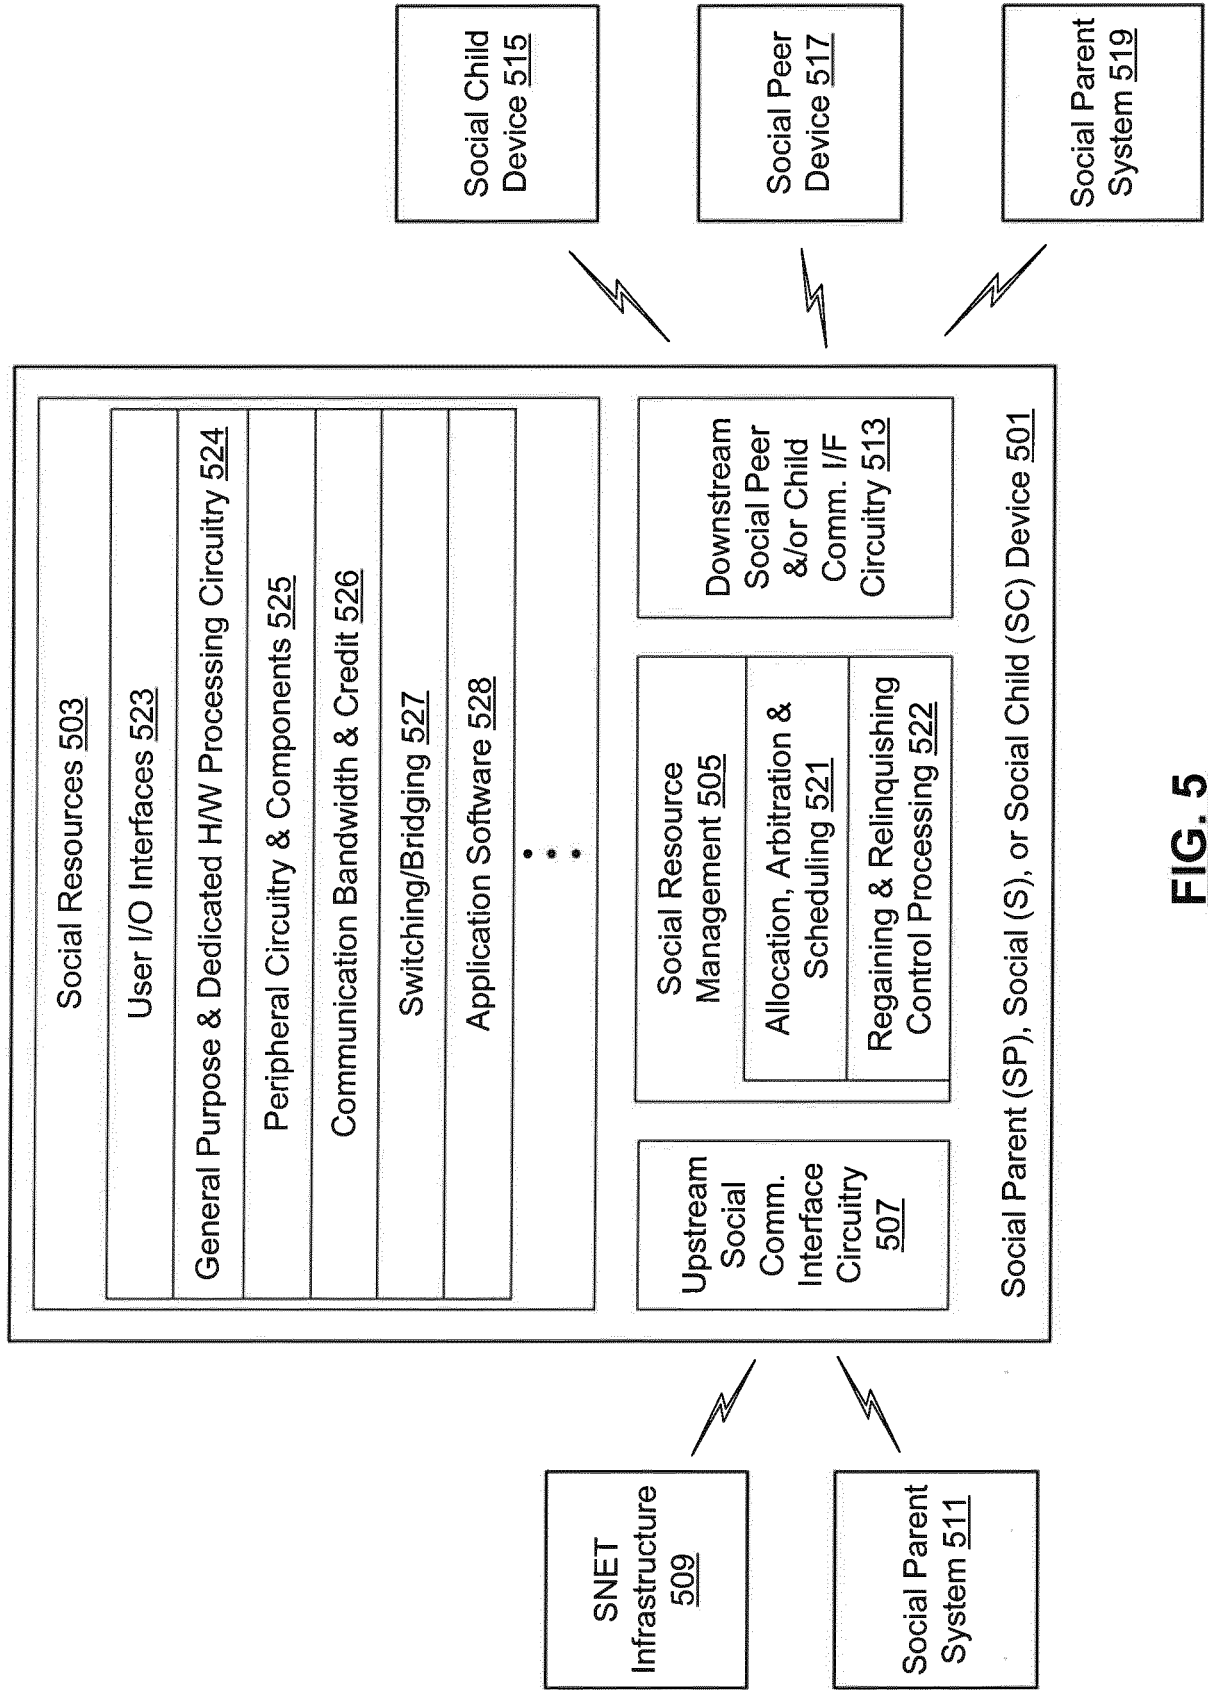 Social Resources 503
User I/O Interfaces 523
General Purpose & Dedicated H/W Processing Circuitry 524
Peripheral Circuitry & Components 525
Communication Bandwidth & Credit 526
Switching/Bridging 527
Application Software 528
SNET
Infrastructure
509
Social Parent
System 511
Upstream
Social
Comm.
Interface
Circuitry
507
Social Resource
Management 505
Allocation, Arbitration &
Scheduling 521
Regaining & Relinquishing
Control Processing 522
Downstream
Social Peer
&/or Child
Comm. I/F
Circuitry 513
Social Child
Device 515
Social Peer
Device 517
Social Parent
System 519
Social Parent (SP), Social (S), or Social Child (SC) Device 501
FIG. 5